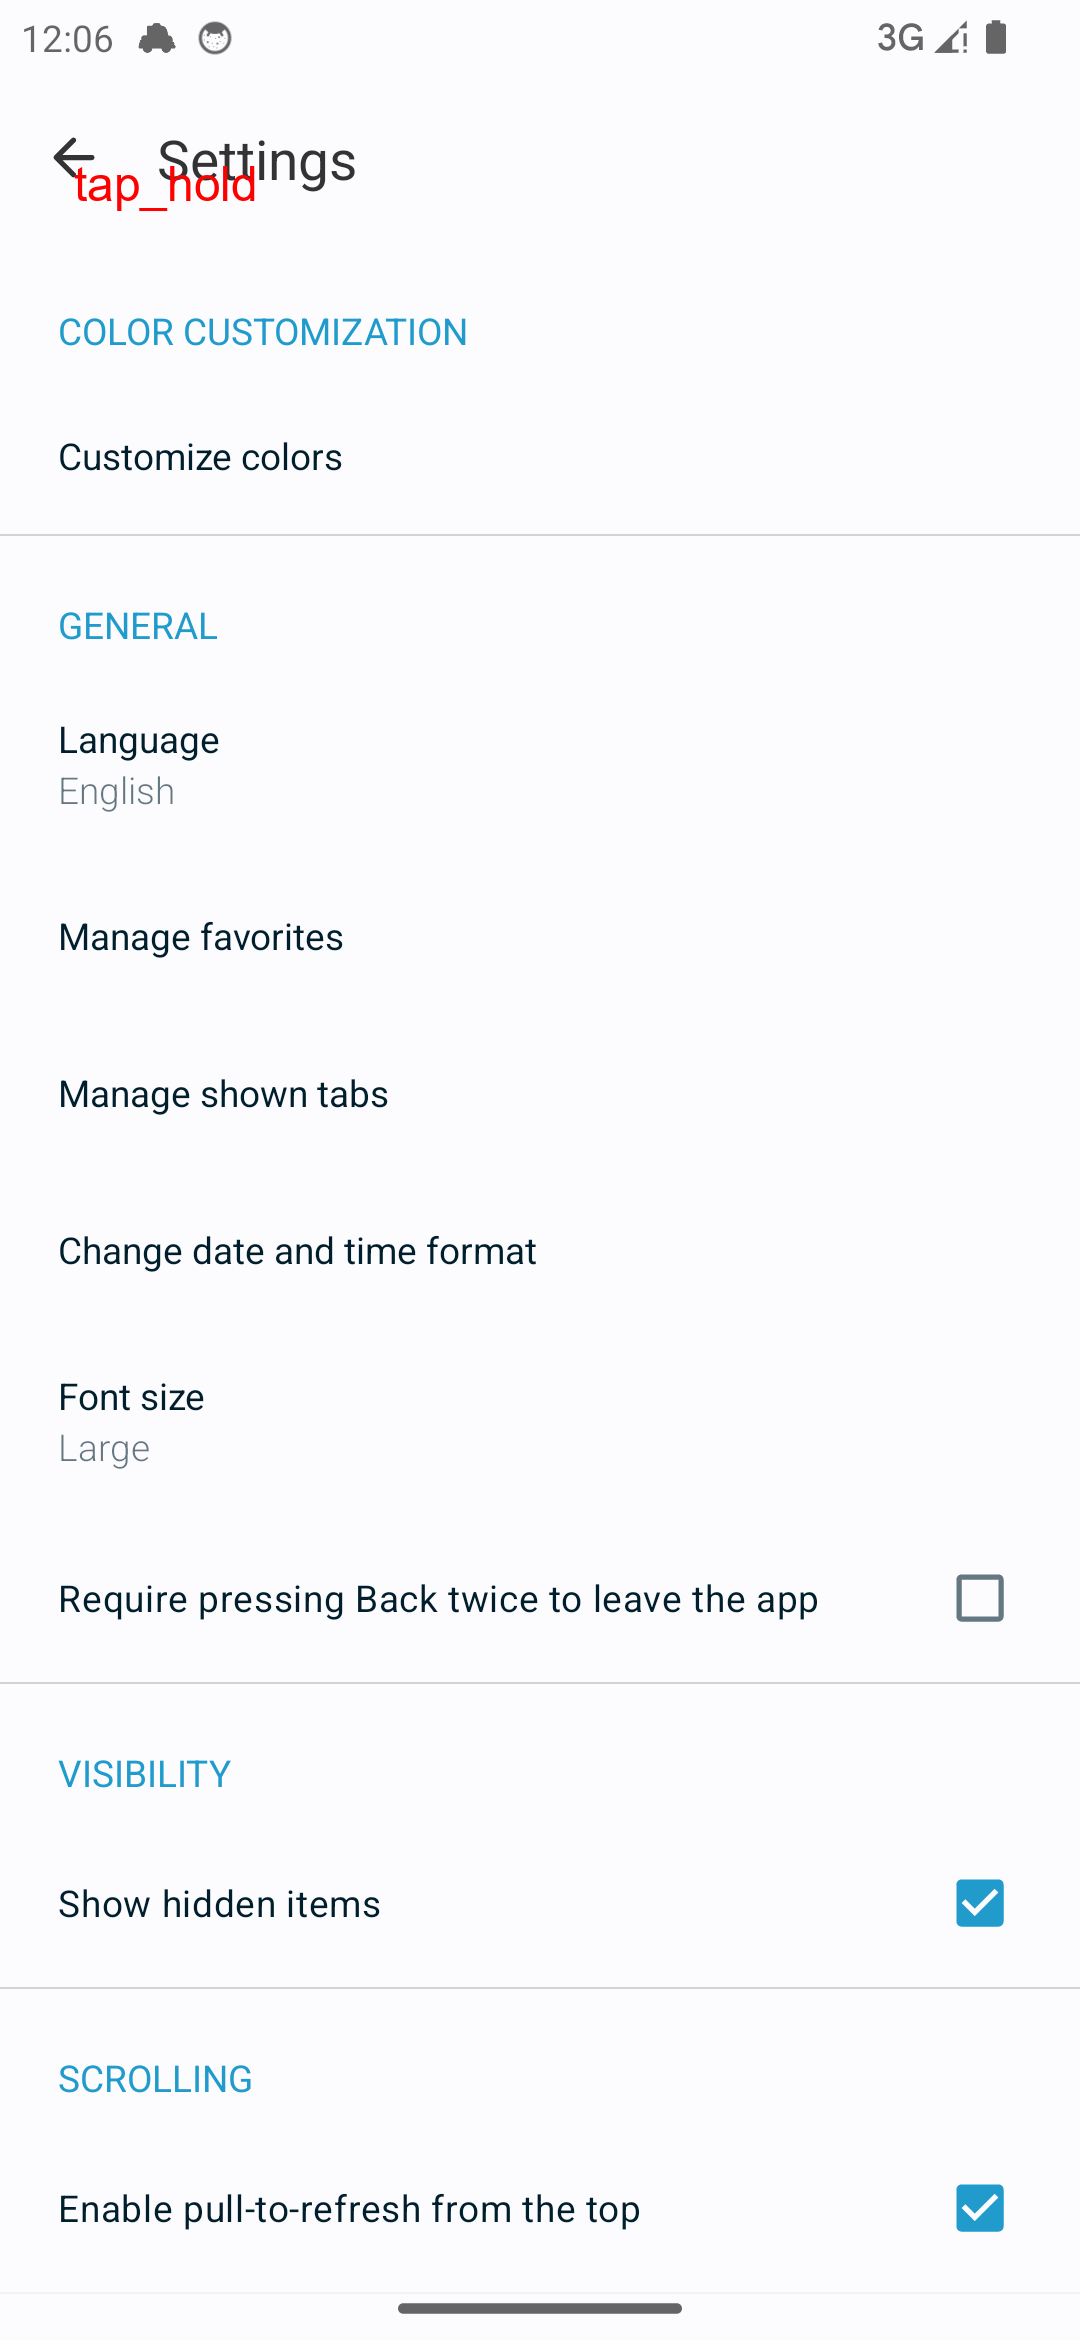 12:06
3G
Settings
tap_hold
COLOR CUSTOMIZATION
Customize colors
GENERAL
Language
English
Manage favorites
Manage shown tabs
Change date and time format
Font size
Large
Require pressing Back twice to leave the app
VISIBILITY
Show hidden items
SCROLLING
Enable pull-to-refresh from the top